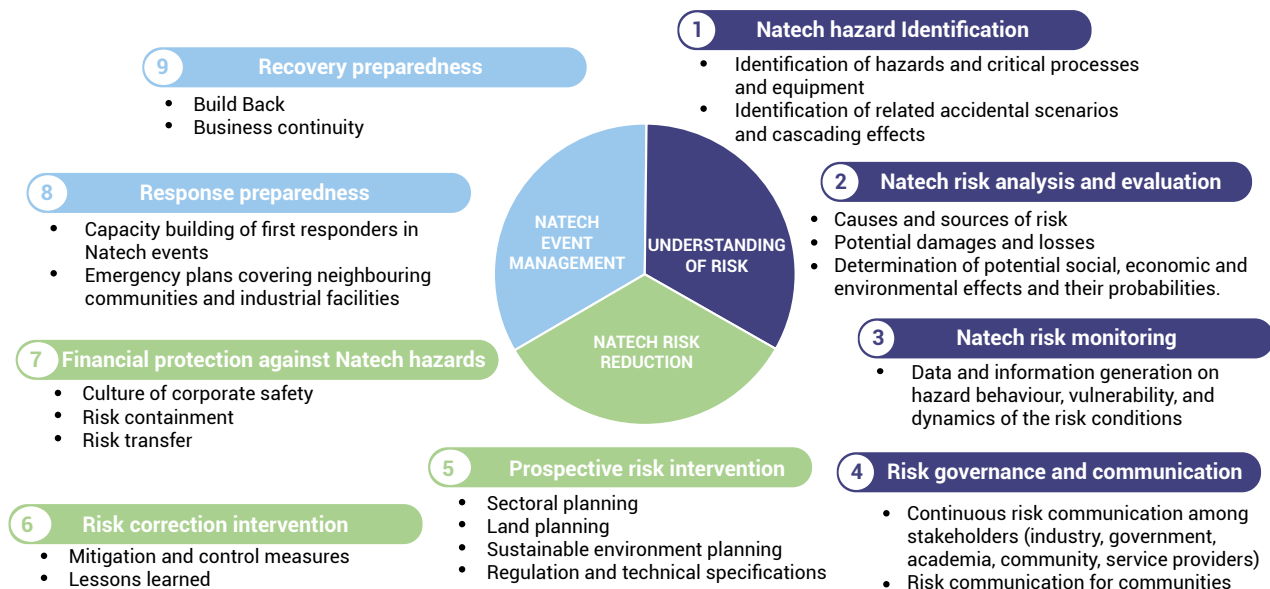 1 Natech hazard Identification
• Identification of hazards and critical processes
and equipment
• Identification of related accidental scenarios
and cascading effects
2 Natech risk analysis and evaluation
• Causes and sources of risk
• Potential damages and losses
• Determination of potential social, economic and
environmental effects and their probabilities.
3 Natech risk monitoring
• Data and information generation on
hazard behaviour, vulnerability, and
dynamics of the risk conditions
4 Risk governance and communication
• Continuous risk communication among
stakeholders (industry, government,
academia, community, service providers)
• Risk communication for communities
5 Prospective risk intervention
• Sectoral planning
• Land planning
• Sustainable environment planning
• Regulation and technical specifications
6 Risk correction intervention
• Mitigation and control measures
• Lessons learned
7 Financial protection against Natech hazards
• Culture of corporate safety
• Risk containment
• Risk transfer
8 Response preparedness
• Capacity building of first responders in
Natech events
• Emergency plans covering neighbouring
communities and industrial facilities
9 Recovery preparedness
• Build Back
• Business continuity
NATECH
EVENT
MANAGEMENT
UNDERSTANDING
OF RISK
NATECH RISK
REDUCTION